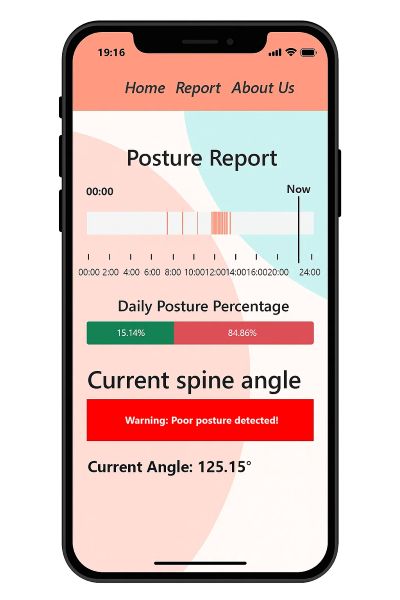 19:16
Home Report About Us
Posture Report
00:00 Now
00:00 2:00 4:00 6:00 8:00 10:00 12:00 14:00 16:00 20:00 22:00 24:00
Daily Posture Percentage
15.14% 84.86%
Current spine angle
Warning: Poor posture detected!
Current Angle: 125.15°